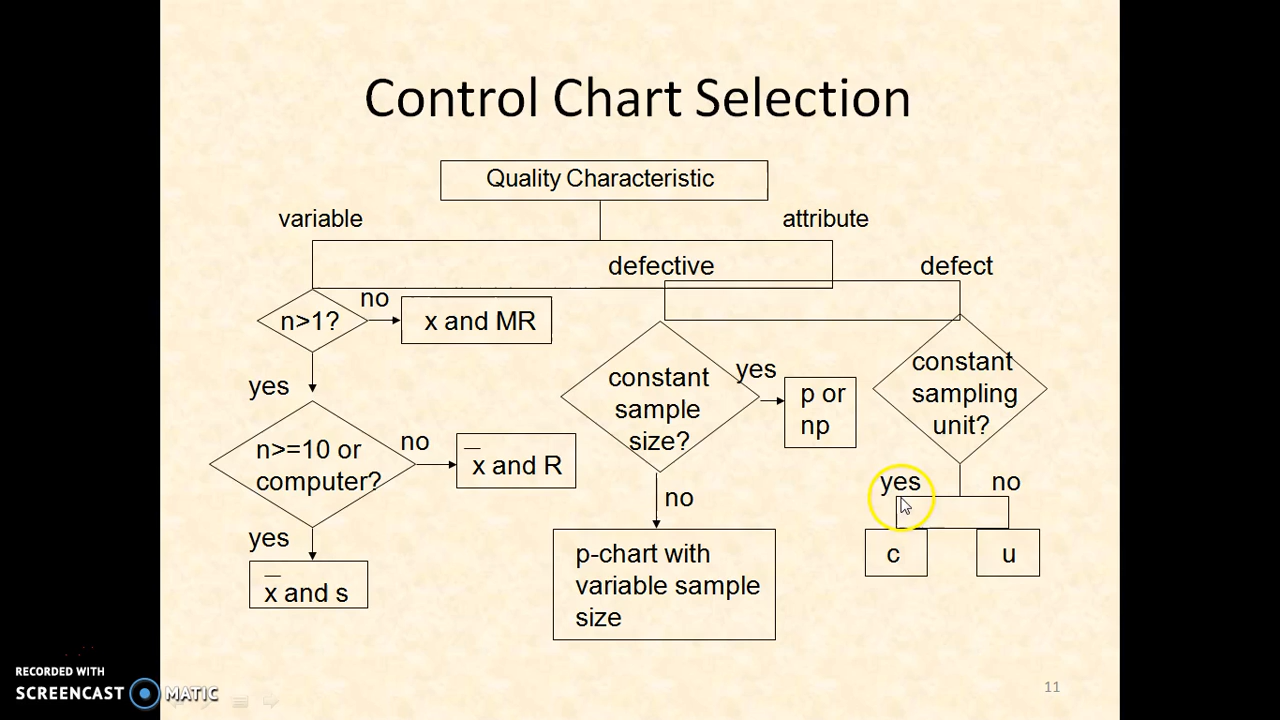 Control Chart Selection
Quality Characteristic
variable
attribute
defective
defect
no
n>1?
x and MR
yes
n>=10 or
computer?
no
x̅ and R
yes
x̅ and s
constant
sample
size?
yes
p or
np
no
p-chart with
variable sample
size
constant
sampling
unit?
yes
no
c
u
11
RECORDED WITH
SCREENCAST MATIC